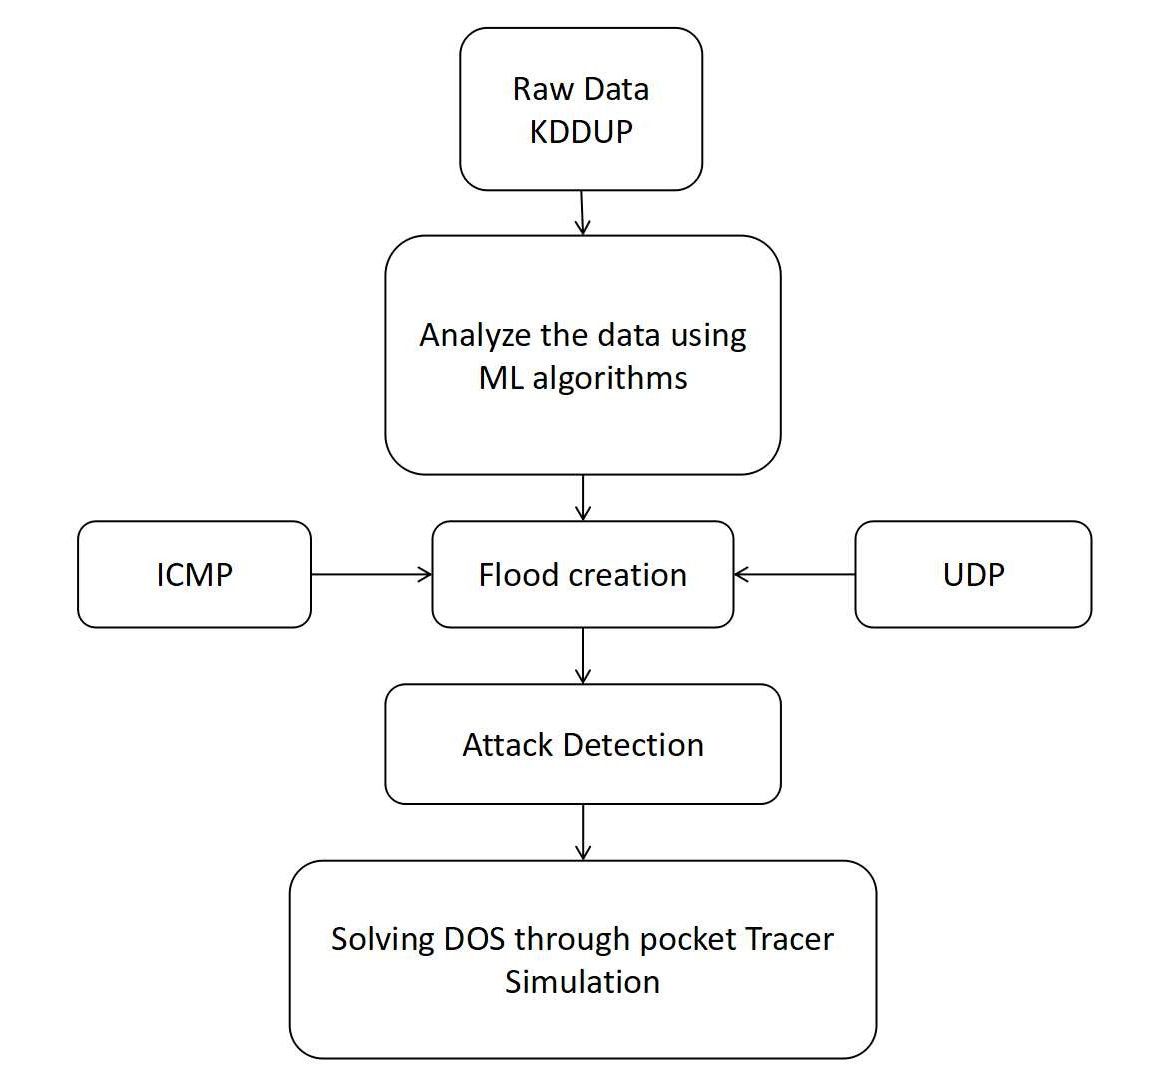 Raw Data
KDDUP
Analyze the data using
ML algorithms
ICMP
Flood creation
UDP
Attack Detection
Solving DOS through pocket Tracer
Simulation